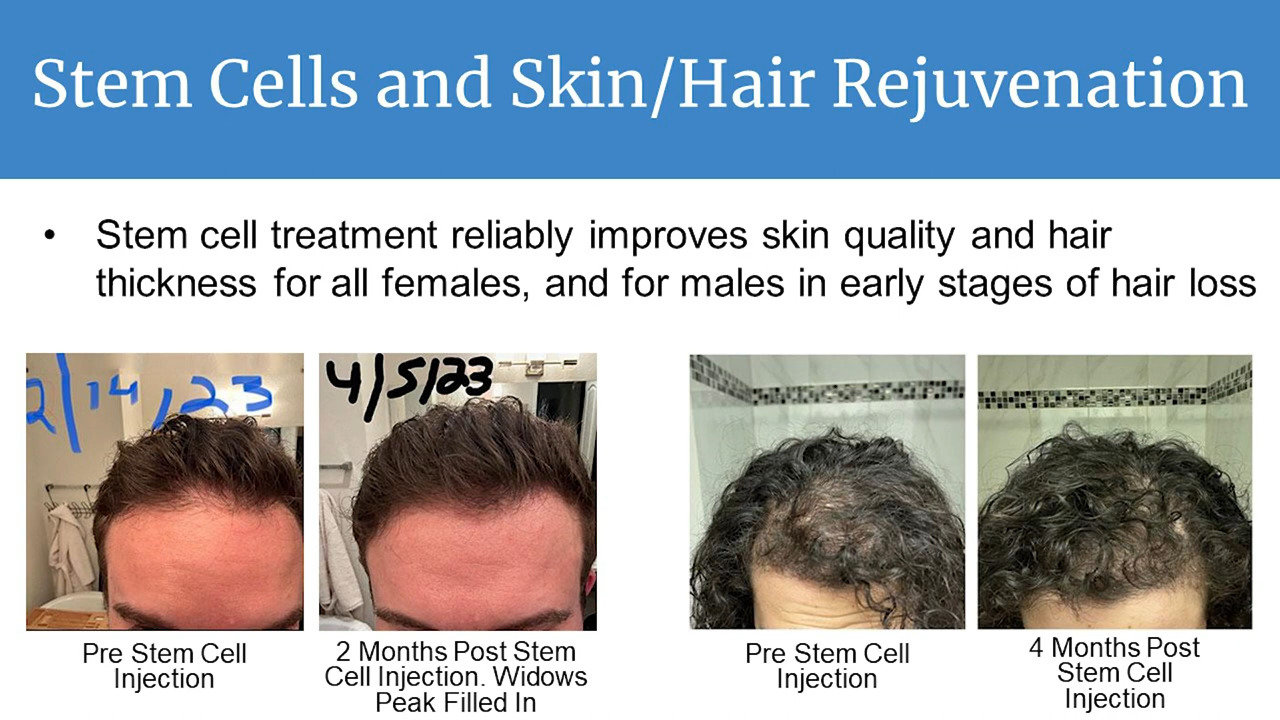 Stem Cells and Skin/Hair Rejuvenation
• Stem cell treatment reliably improves skin quality and hair
thickness for all females, and for males in early stages of hair loss
2/14/23
4/5/23
Pre Stem Cell
Injection
2 Months Post Stem
Cell Injection. Widows
Peak Filled In
Pre Stem Cell
Injection
4 Months Post
Stem Cell
Injection